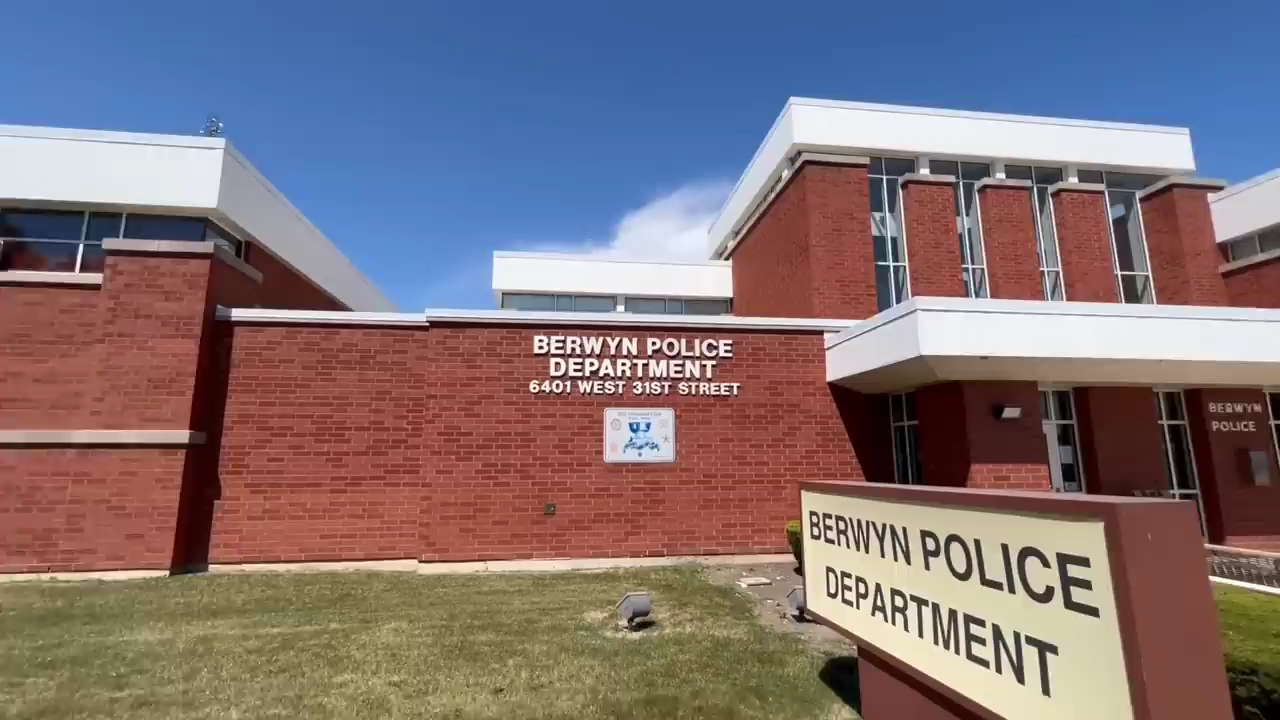 BERWYN POLICE
DEPARTMENT
6401 WEST 31ST STREET
BERWYN
POLICE
BERWYN POLICE
DEPARTMENT